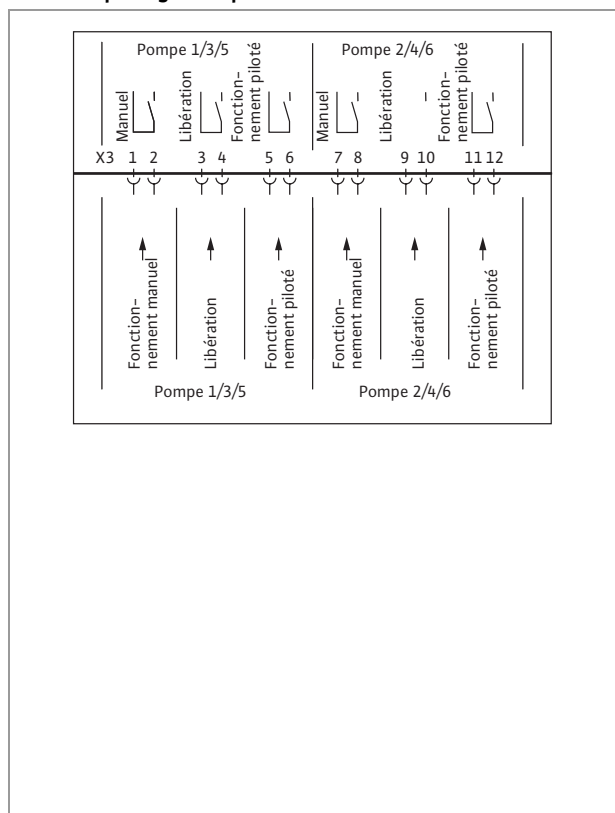 Pompe 1/3/5
Pompe 2/4/6
Manuel
Libération
Fonction-
nement piloté
Manuel
Libération
Fonction-
nement piloté
X3 1 2 3 4 5 6 7 8 9 10 11 12
Fonction-
nement manuel
Libération
Fonction-
nement piloté
Fonction-
nement manuel
Libération
Fonction-
nement piloté
Pompe 1/3/5
Pompe 2/4/6